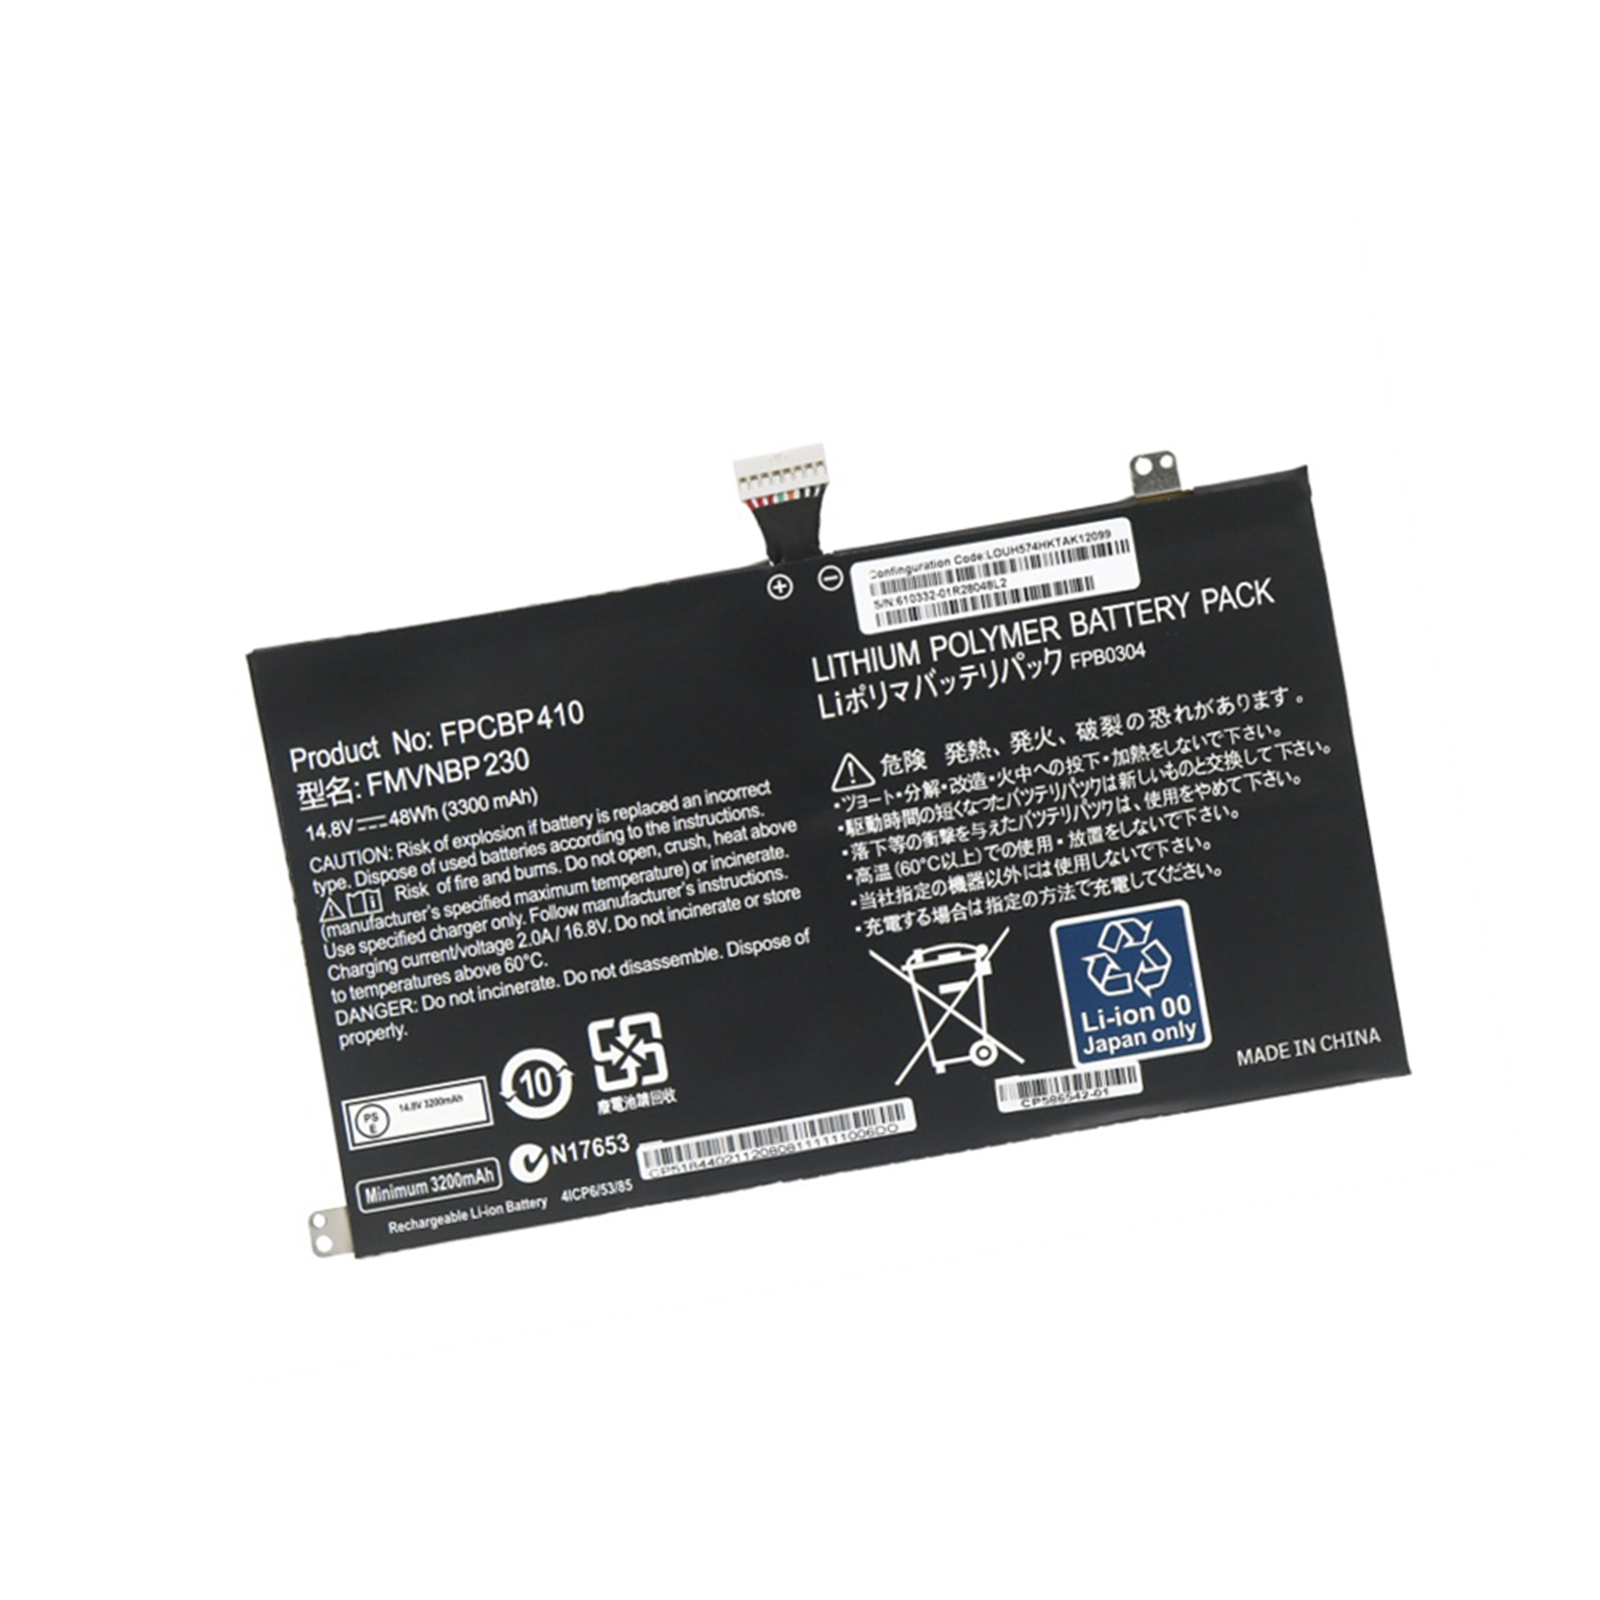 Confinguration Code:LOUH574HKTAK12099
S/N:610332-01R28048L2
LITHIUM POLYMER BATTERY PACK
Liポリマバッテリパック FPB0304
Product No: FPCBP410
型名: FMVNBP230
14.8V 48Wh (3300 mAh)
CAUTION: Risk of explosion if battery is replaced an incorrect
type. Dispose of used batteries according to the instructions.
Risk of fire and burns. Do not open, crush, heat above
(manufacturer's specified maximum temperature) or incinerate.
Use specified charger only. Follow manufacturer's instructions.
Charging current/voltage 2.0A / 16.8V. Do not incinerate or store
to temperatures above 60°C.
DANGER: Do not incinerate. Do not disassemble. Dispose of
properly.
危険 発熱、発火、破裂の恐れがあります。
・ツヨート・分解・改造・火中への投下・加熱をしないで下さい。
・駆動時間の短くなつたバツテリパックは新しいものと交換して下さい。
・落下等の衝撃を与えたバツテリパックは、使用をやめて下さい。
・高温(60°C以上)での使用・放置をしないで下さい。
・当社指定の機器以外には使用しないで下さい。
・充電する場合は指定の方法で充電してください。
Li-ion 00
Japan only
MADE IN CHINA
CP586542-01
PS
E
14.8V 3200mAh
10
廢電池請回收
Minimum 3200mAh
N17653
Rechargeable Li-ion Battery 4ICP6/53/85